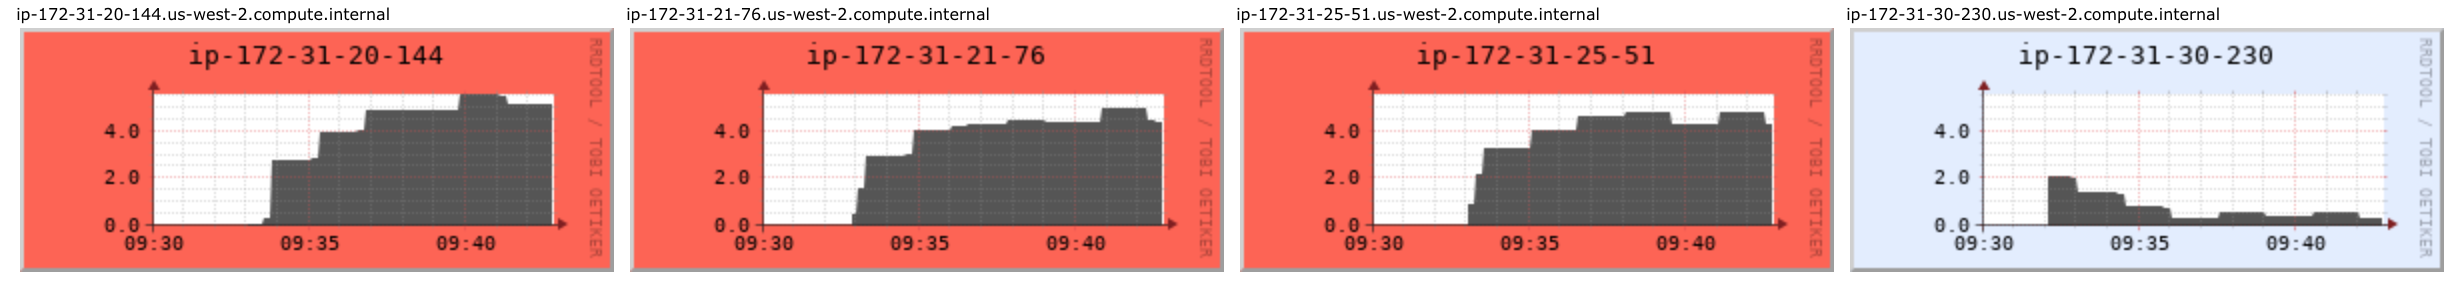 ip-172-31-20-144.us-west-2.compute.internal
ip-172-31-20-144
4.0
2.0
0.0
09:30 09:35 09:40
RRDTOOL / TOBI OETIKER
ip-172-31-21-76.us-west-2.compute.internal
ip-172-31-21-76
4.0
2.0
0.0
09:30 09:35 09:40
RRDTOOL / TOBI OETIKER
ip-172-31-25-51.us-west-2.compute.internal
ip-172-31-25-51
4.0
2.0
0.0
09:30 09:35 09:40
RRDTOOL / TOBI OETIKER
ip-172-31-30-230.us-west-2.compute.internal
ip-172-31-30-230
4.0
2.0
0.0
09:30 09:35 09:40
RRDTOOL / TOBI OETIKER